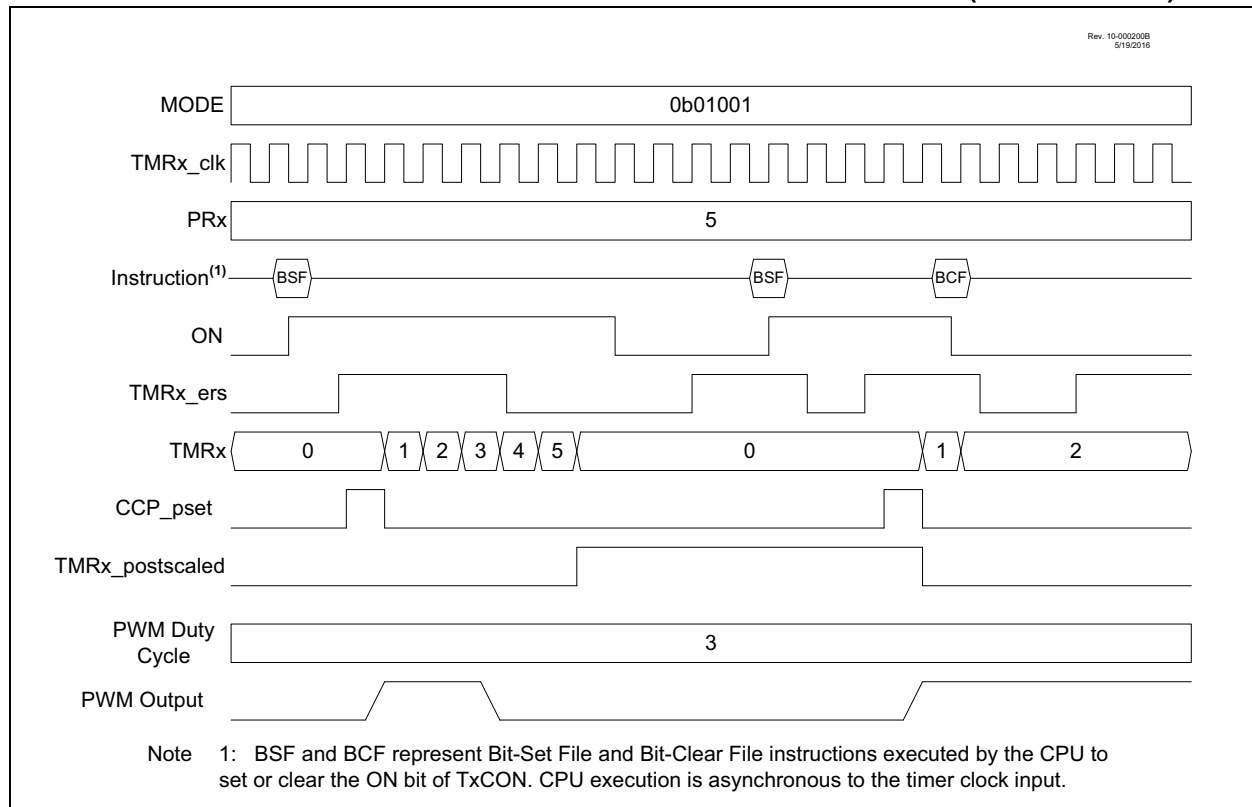 Rev. 10-000200B
5/19/2016
MODE 0b01001
TMRx_clk
PRx 5
Instruction(1) BSF BSF BCF
ON
TMRx_ers
TMRx 0 1 2 3 4 5 0 1 2
CCP_pset
TMRx_postscaled
PWM Duty
Cycle 3
PWM Output
Note 1: BSF and BCF represent Bit-Set File and Bit-Clear File instructions executed by the CPU to
set or clear the ON bit of TxCON. CPU execution is asynchronous to the timer clock input.